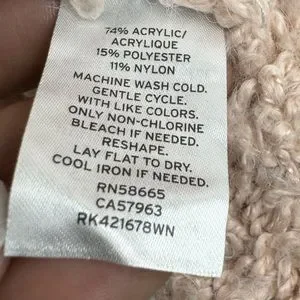 74% ACRYLIC/
ACRYLIQUE
15% POLYESTER
11% NYLON
MACHINE WASH COLD.
GENTLE CYCLE.
WITH LIKE COLORS.
ONLY NON-CHLORINE
BLEACH IF NEEDED.
RESHAPE.
LAY FLAT TO DRY.
COOL IRON IF NEEDED.
RN58665
CA57963
RK421678WN